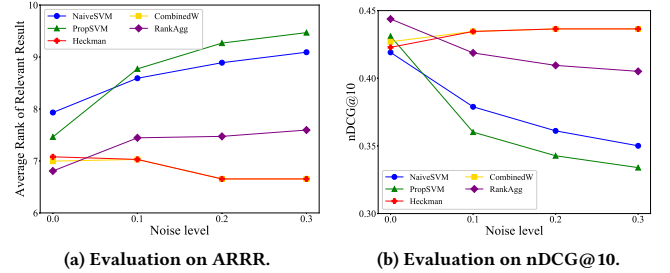 Average Rank of Relevant Result
10
9
8
7
6
NaiveSVM
PropSVM
Heckman
CombinedW
RankAgg
0.0 0.1 0.2 0.3
Noise level
(a) Evaluation on ARRR.
nDCG@10
0.45
0.40
0.35
0.30
NaiveSVM
PropSVM
Heckman
CombinedW
RankAgg
0.0 0.1 0.2 0.3
Noise level
(b) Evaluation on nDCG@10.